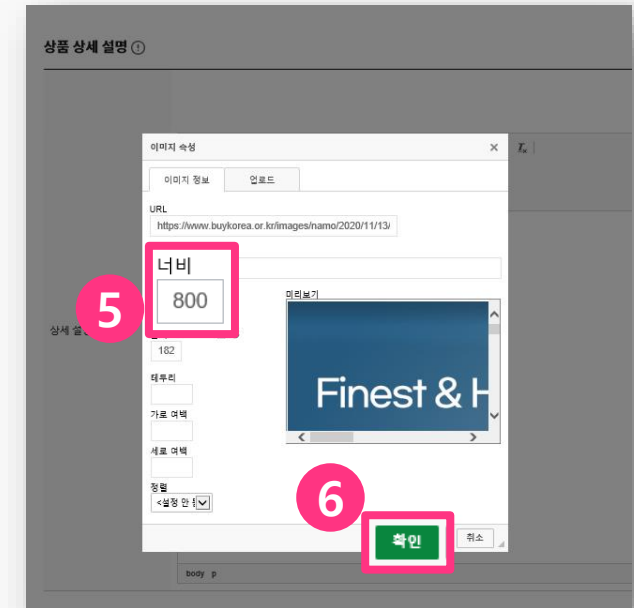 상품 상세 설명 !
이미지 속성 ×
이미지 정보 업로드
URL
https://www.buykorea.or.kr/images/namo/2020/11/13/
너비
800
5
미리보기
상세 설
182
Finest & H
테두리
가로 여백
세로 여백
정렬
<설정 안
6
확인 취소
body p